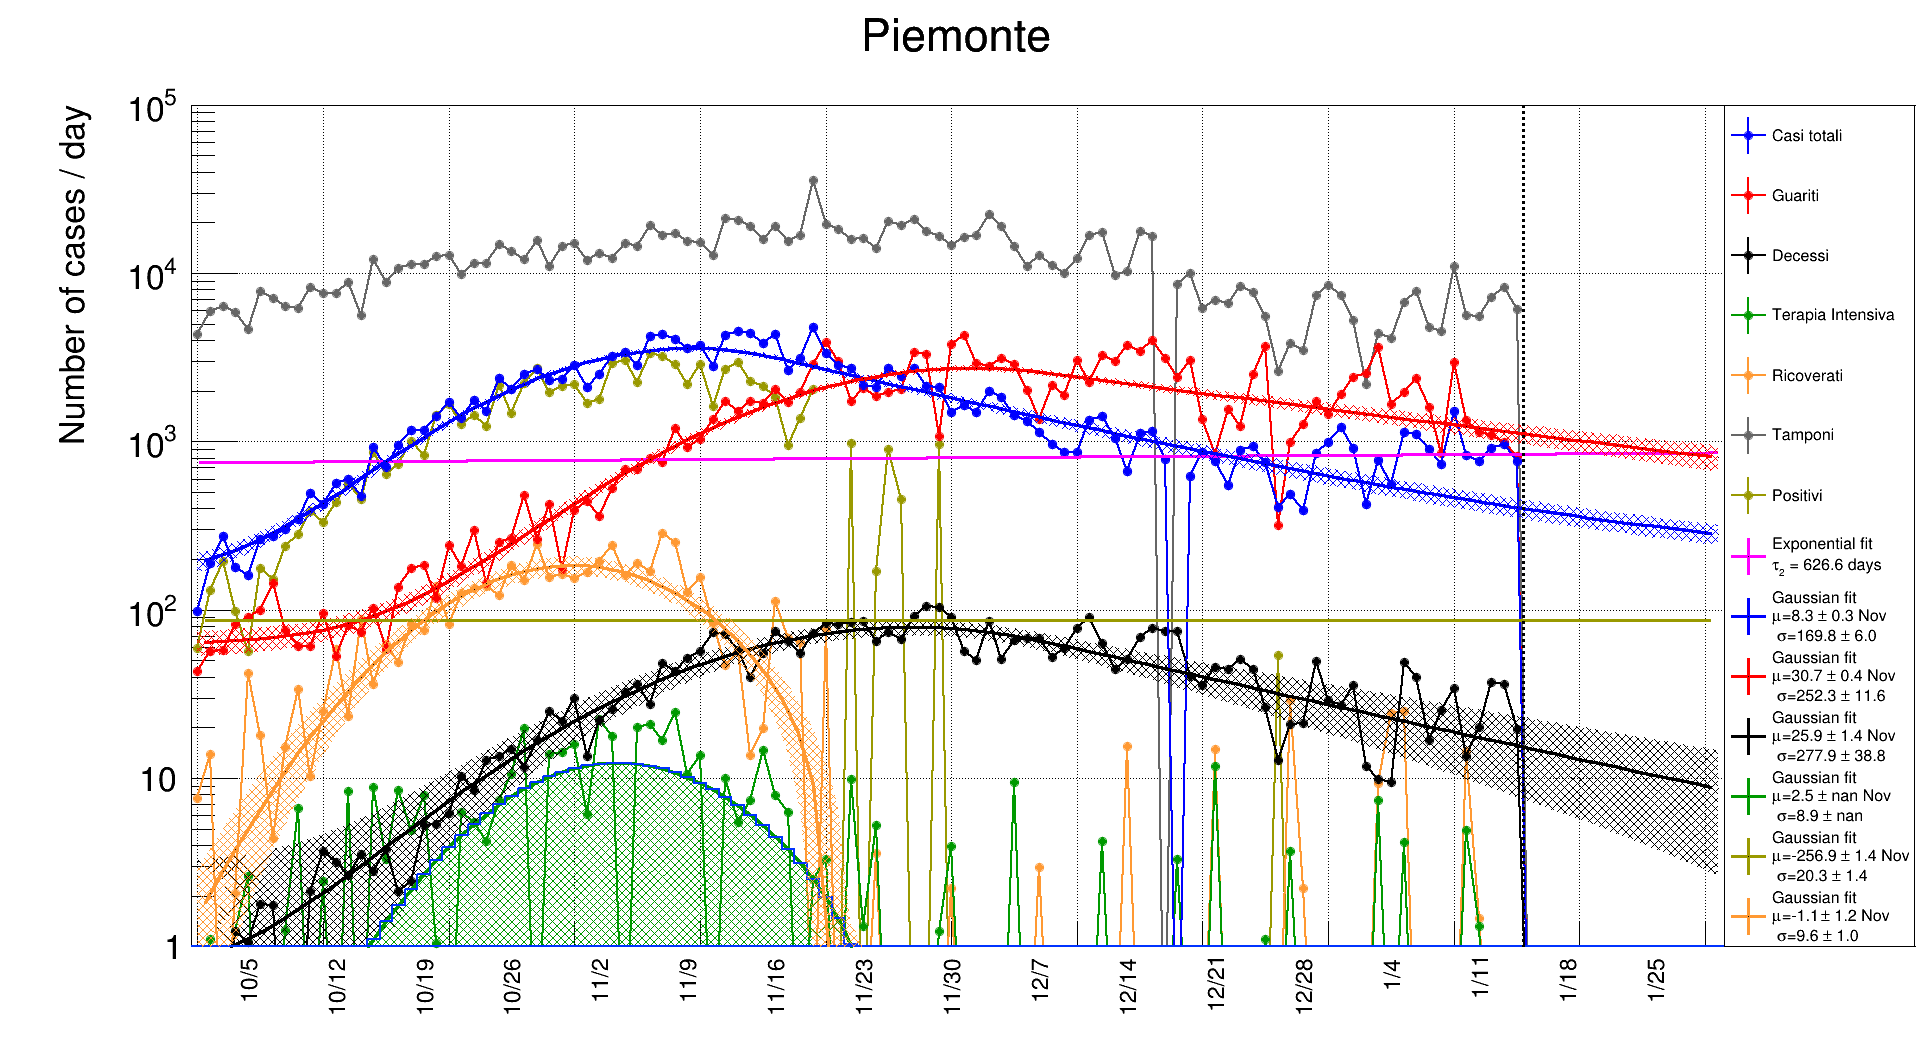 Piemonte
Number of cases / day
10^5
10^4
10^3
10^2
10
1
10/5
10/12
10/19
10/26
11/2
11/9
11/16
11/23
11/30
12/7
12/14
12/21
12/28
1/4
1/11
1/18
1/25
Casi totali
Guariti
Decessi
Terapia Intensiva
Ricoverati
Tamponi
Positivi
Exponential fit
τ_2 = 626.6 days
Gaussian fit
μ=8.3 ± 0.3 Nov
σ=169.8 ± 6.0
Gaussian fit
μ=30.7 ± 0.4 Nov
σ=252.3 ± 11.6
Gaussian fit
μ=25.9 ± 1.4 Nov
σ=277.9 ± 38.8
Gaussian fit
μ=2.5 ± nan Nov
σ=8.9 ± nan
Gaussian fit
μ=-256.9 ± 1.4 Nov
σ=20.3 ± 1.4
Gaussian fit
μ=-1.1 ± 1.2 Nov
σ=9.6 ± 1.0